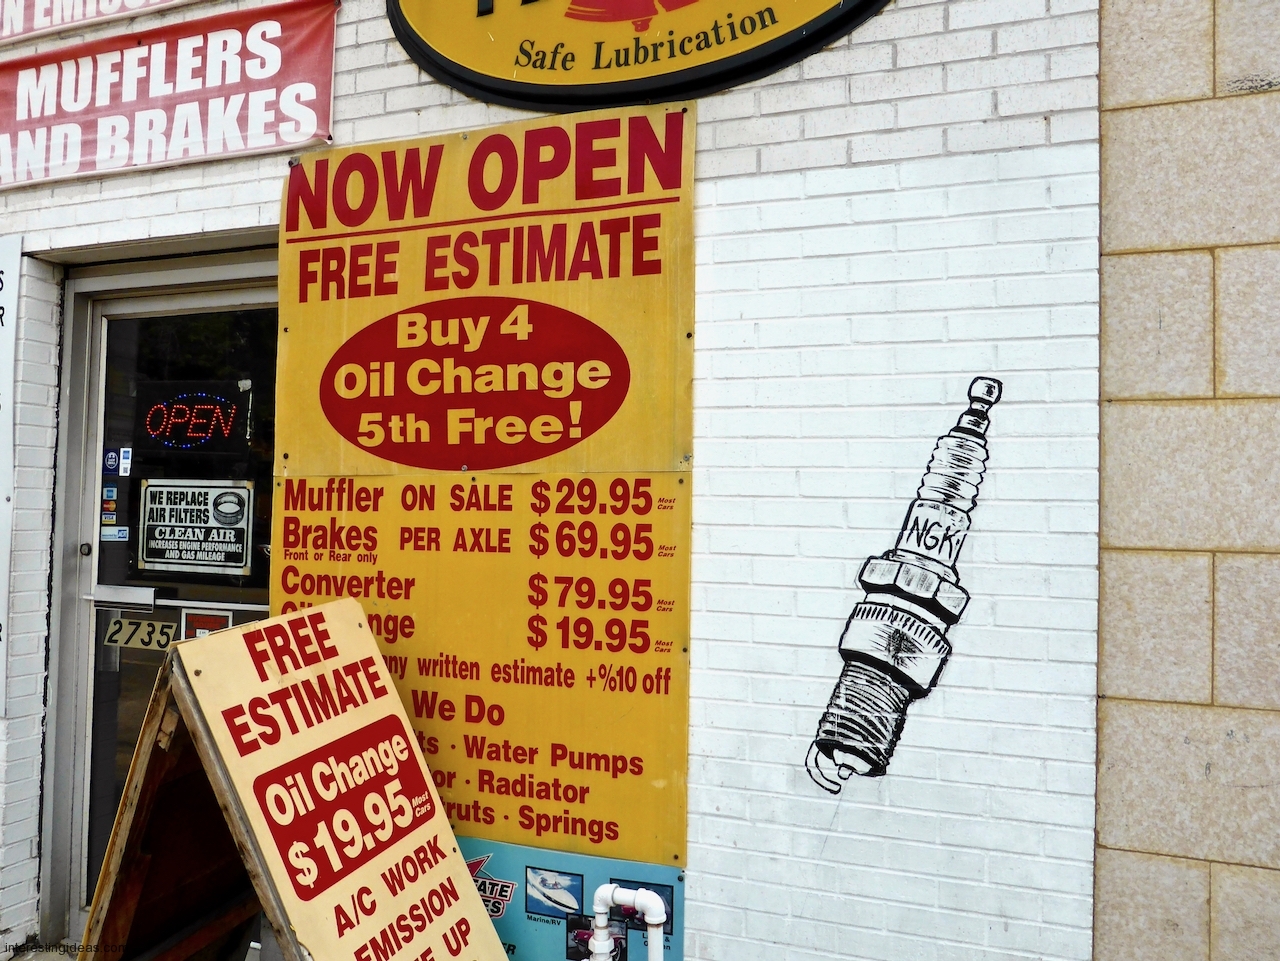 MUFFLERS
AND BRAKES
Safe Lubrication
NOW OPEN
FREE ESTIMATE
Buy 4
Oil Change
5th Free!
Muffler ON SALE $29.95 Most Cars
Brakes PER AXLE $69.95 Most Cars
Front or Rear only
Converter $79.95 Most Cars
nge $19.95 Most Cars
ny written estimate +%10 off
We Do
ts · Water Pumps
or · Radiator
ruts · Springs
OPEN
WE REPLACE
AIR FILTERS
CLEAN AIR
INCREASES ENGINE PERFORMANCE
AND GAS MILEAGE
2735
FREE
ESTIMATE
Oil Change
$19.95 Most Cars
A/C WORK
EMISSION
E UP
Marine/RV
NGK
interestingideas.com